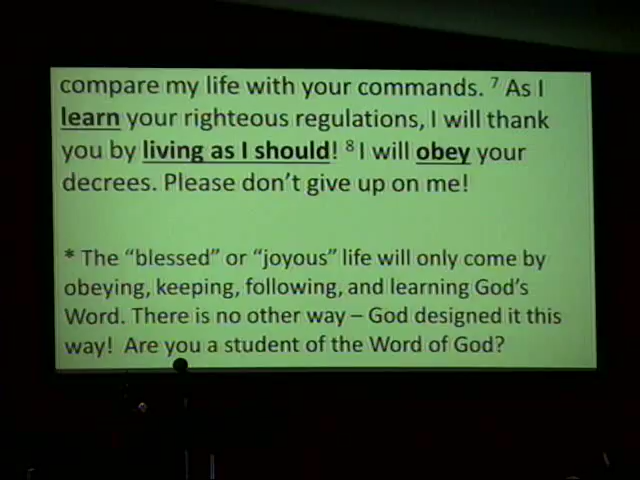 compare my life with your commands. ⁷ As I
learn your righteous regulations, I will thank
you by living as I should! ⁸ I will obey your
decrees. Please don't give up on me!
* The “blessed” or “joyous” life will only come by
obeying, keeping, following, and learning God's
Word. There is no other way – God designed it this
way!  Are you a student of the Word of God?